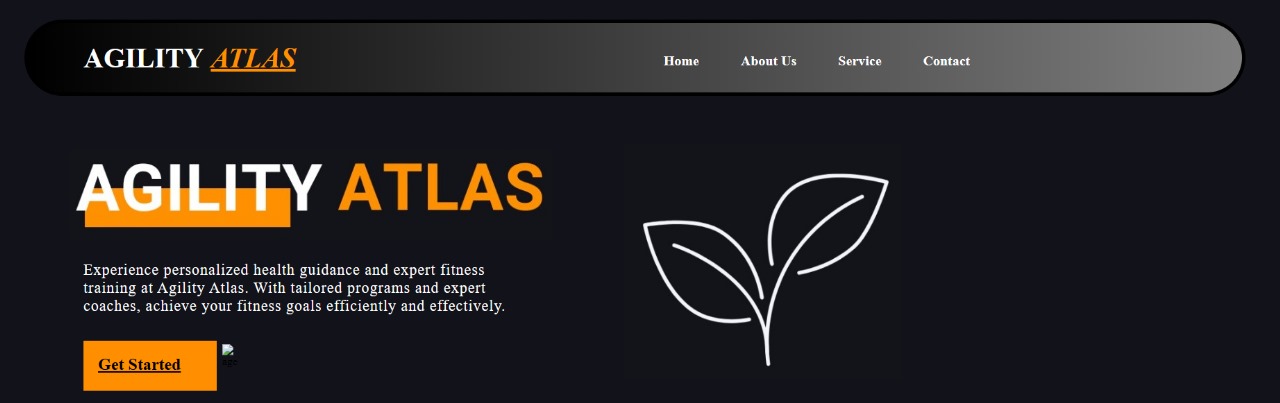 AGILITY ATLAS
Home About Us Service Contact
AGILITY ATLAS
Experience personalized health guidance and expert fitness
training at Agility Atlas. With tailored programs and expert
coaches, achieve your fitness goals efficiently and effectively.
Get Started